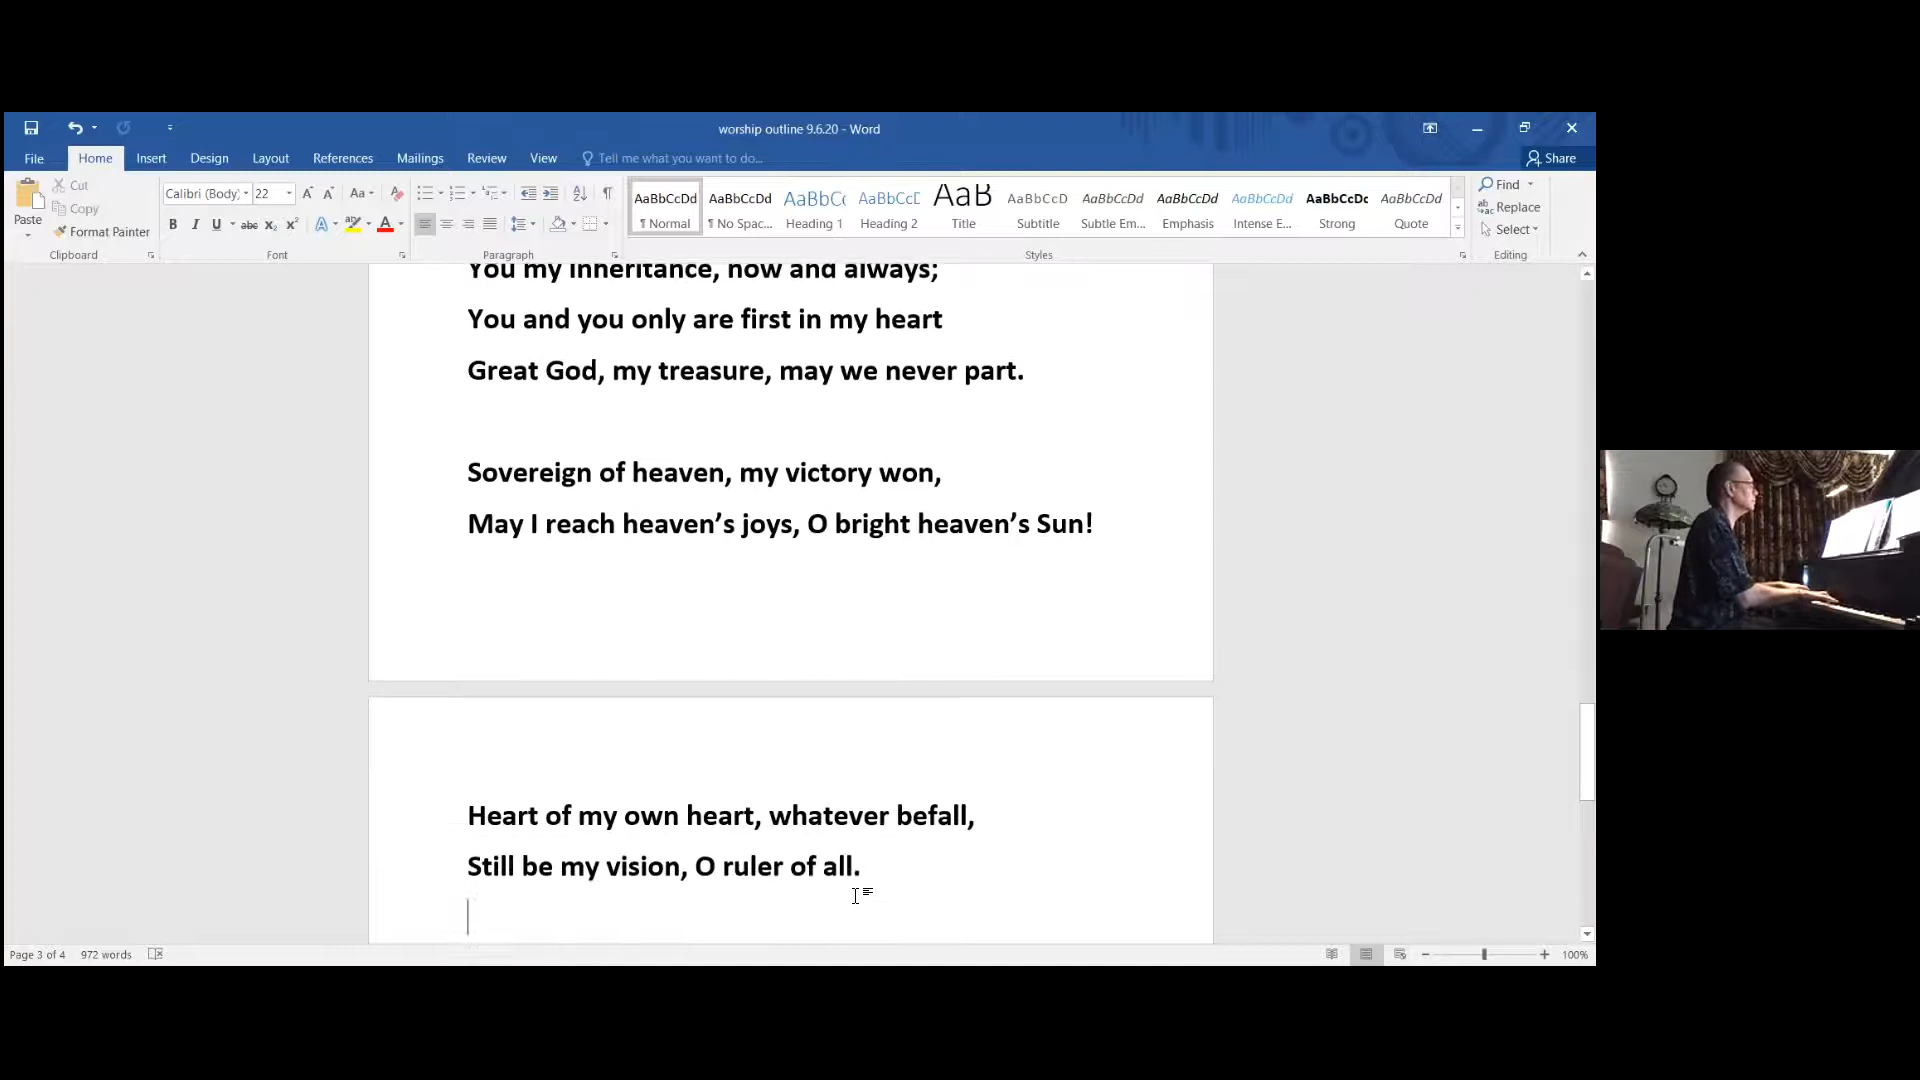 worship outline 9.6.20 - Word
File Home Insert Design Layout References Mailings Review View Tell me what you want to do... Share
Paste Cut Copy Format Painter Clipboard
Calibri (Body) 22 Font
Paragraph
AaBbCcDd AaBbCcDd AaBbCc AaBbCcD AaB AaBbCcD AaBbCcDd AaBbCcDd AaBbCcDd AaBbCcDc AaBbCcDd
¶ Normal ¶ No Spac... Heading 1 Heading 2 Title Subtitle Subtle Em... Emphasis Intense E... Strong Quote
Styles
Find
Replace
Select
Editing
You my inheritance, now and always;
You and you only are first in my heart
Great God, my treasure, may we never part.
Sovereign of heaven, my victory won,
May I reach heaven’s joys, O bright heaven’s Sun!
Heart of my own heart, whatever befall,
Still be my vision, O ruler of all.
Page 3 of 4 972 words 100%